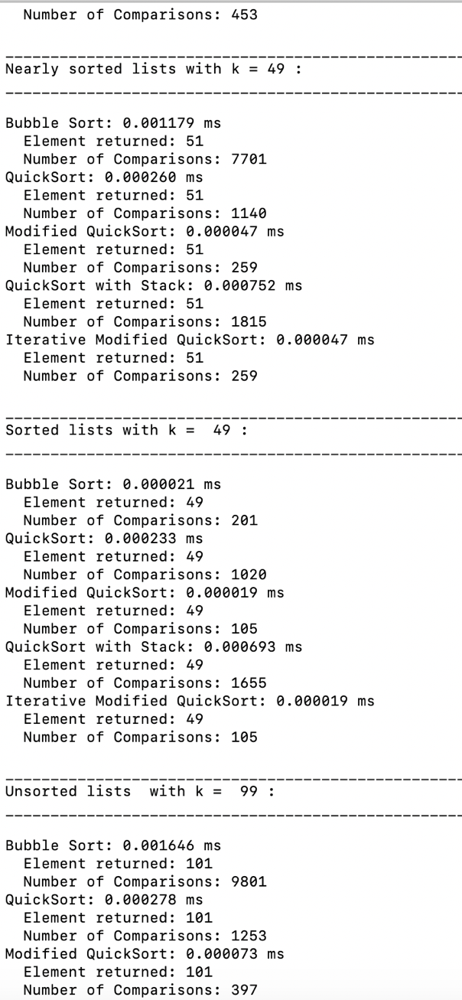 Number of Comparisons: 453
___________________________________________________
Nearly sorted lists with k = 49 :
___________________________________________________
Bubble Sort: 0.001179 ms
Element returned: 51
Number of Comparisons: 7701
QuickSort: 0.000260 ms
Element returned: 51
Number of Comparisons: 1140
Modified QuickSort: 0.000047 ms
Element returned: 51
Number of Comparisons: 259
QuickSort with Stack: 0.000752 ms
Element returned: 51
Number of Comparisons: 1815
Iterative Modified QuickSort: 0.000047 ms
Element returned: 51
Number of Comparisons: 259
___________________________________________________
Sorted lists with k =  49 :
___________________________________________________
Bubble Sort: 0.000021 ms
Element returned: 49
Number of Comparisons: 201
QuickSort: 0.000233 ms
Element returned: 49
Number of Comparisons: 1020
Modified QuickSort: 0.000019 ms
Element returned: 49
Number of Comparisons: 105
QuickSort with Stack: 0.000693 ms
Element returned: 49
Number of Comparisons: 1655
Iterative Modified QuickSort: 0.000019 ms
Element returned: 49
Number of Comparisons: 105
___________________________________________________
Unsorted lists  with k =  99 :
___________________________________________________
Bubble Sort: 0.001646 ms
Element returned: 101
Number of Comparisons: 9801
QuickSort: 0.000278 ms
Element returned: 101
Number of Comparisons: 1253
Modified QuickSort: 0.000073 ms
Element returned: 101
Number of Comparisons: 397